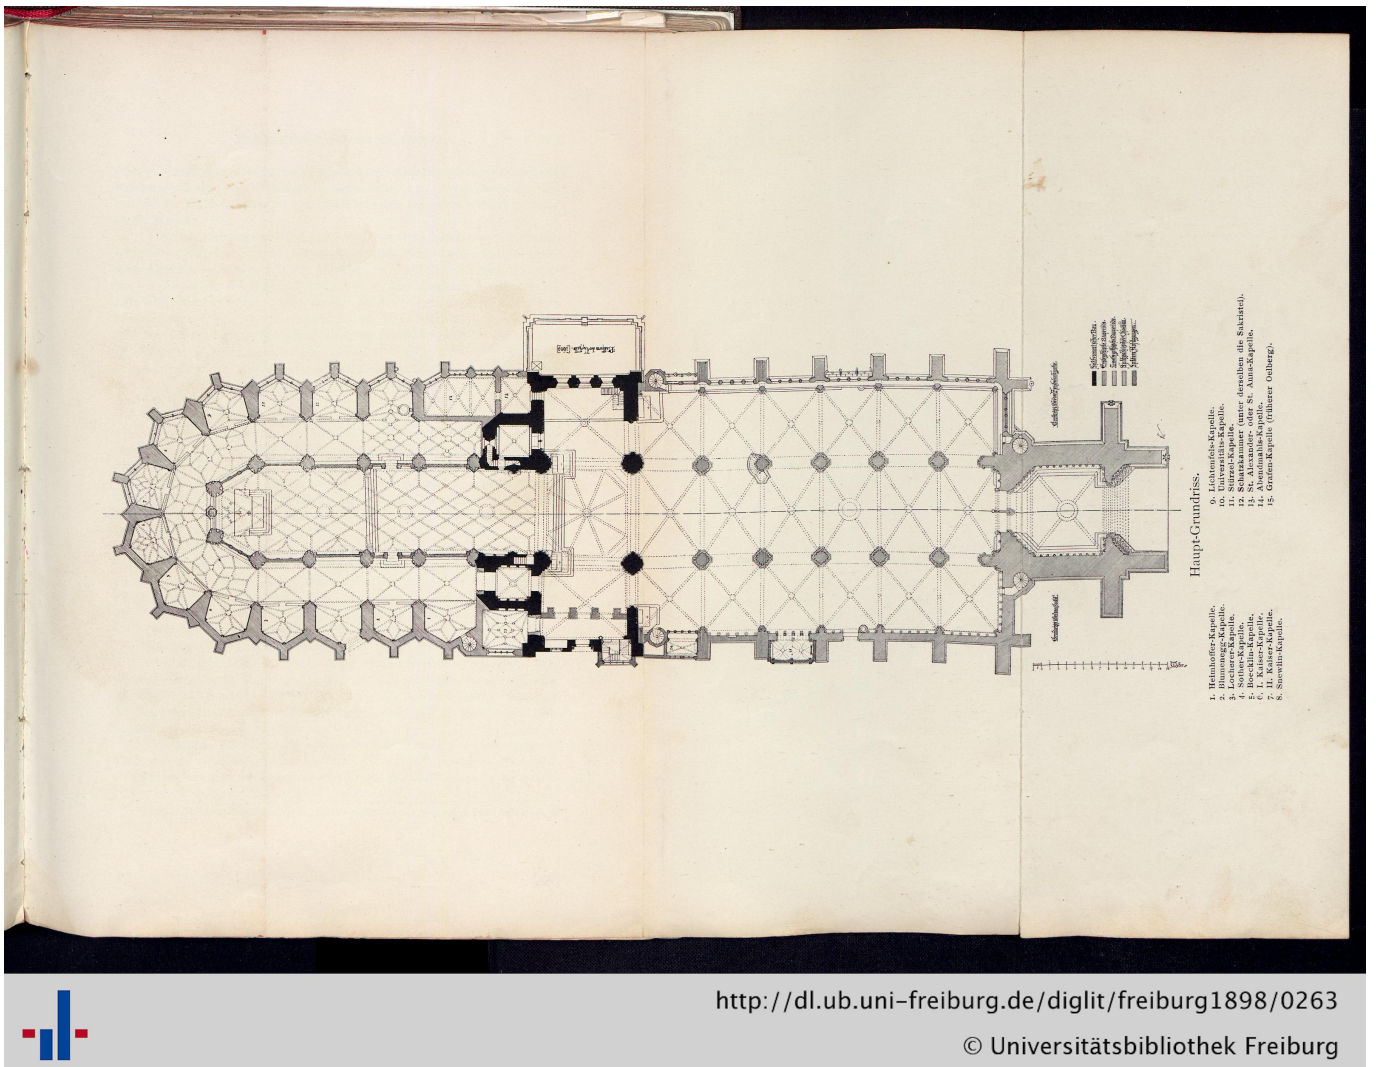 Haupt-Grundriss.
1. Heimhoffer-Kapelle.
2. Blumenegg-Kapelle.
3. Locherer-Kapelle.
4. Sother-Kapelle.
5. Boecklin-Kapelle.
6. I. Kaiser-Kapelle.
7. II. Kaiser-Kapelle.
8. Snewlin-Kapelle.
9. Lichtenfels-Kapelle.
10. Universitäts-Kapelle.
11. Stürzel-Kapelle.
12. Schatzkammer (unter derselben die Sakristei).
13. St. Alexander- oder St. Anna-Kapelle.
14. Abendmahls-Kapelle.
15. Grafen-Kapelle (früherer Oelberg).
http://dl.ub.uni-freiburg.de/diglit/freiburg1898/0263
© Universitätsbibliothek Freiburg